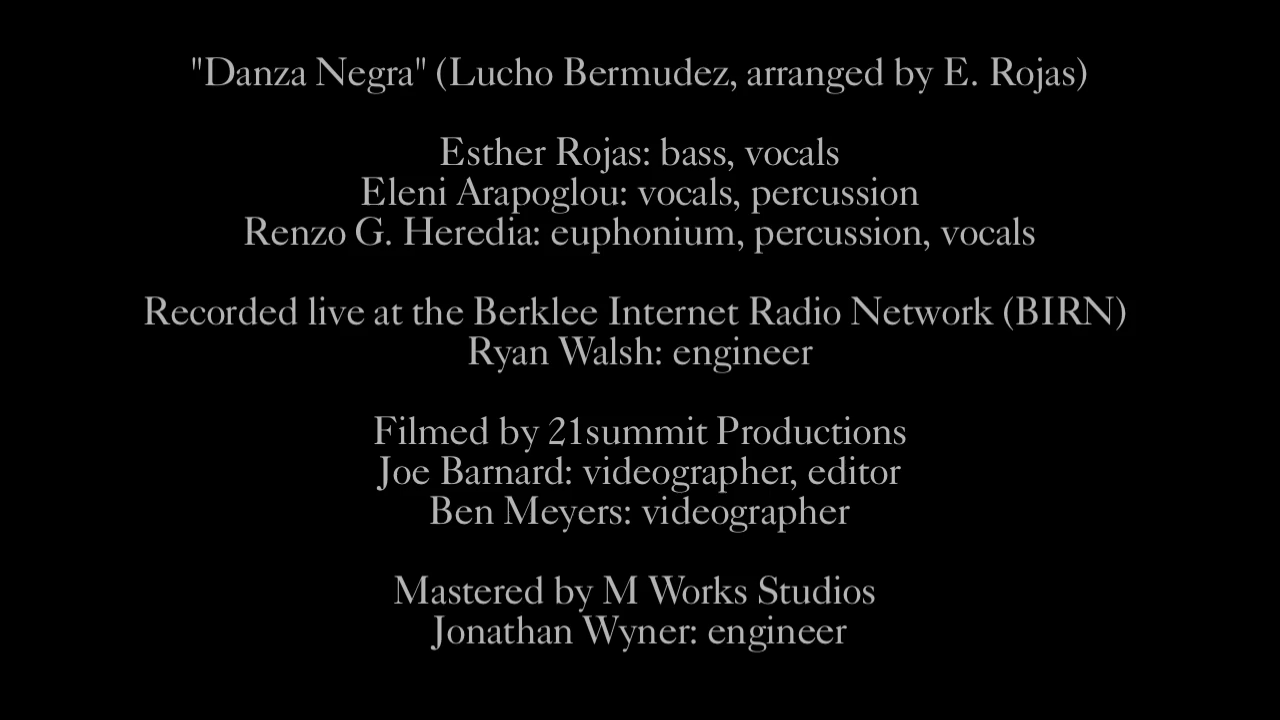 "Danza Negra" (Lucho Bermudez, arranged by E. Rojas)
Esther Rojas: bass, vocals
Eleni Arapoglou: vocals, percussion
Renzo G. Heredia: euphonium, percussion, vocals
Recorded live at the Berklee Internet Radio Network (BIRN)
Ryan Walsh: engineer
Filmed by 21summit Productions
Joe Barnard: videographer, editor
Ben Meyers: videographer
Mastered by M Works Studios
Jonathan Wyner: engineer